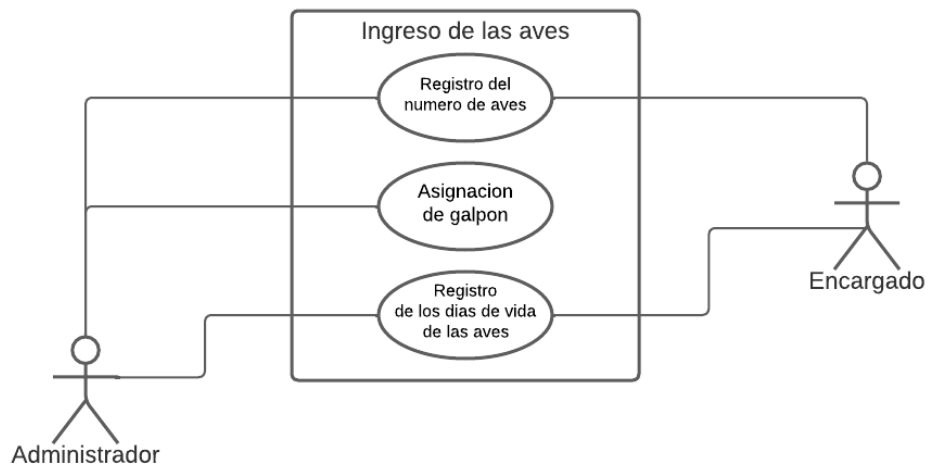 Ingreso de las aves
Registro del
numero de aves
Asignacion
de galpon
Registro
de los dias de vida
de las aves
Encargado
Administrador